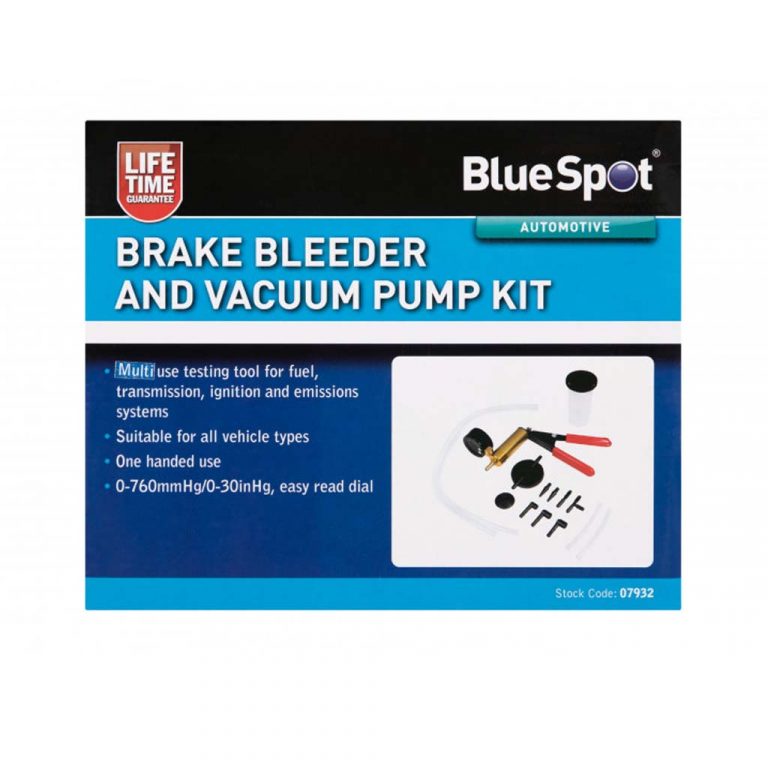 LIFE
TIME
GUARANTEE
BlueSpot®
AUTOMOTIVE
BRAKE BLEEDER
AND VACUUM PUMP KIT
• Multi use testing tool for fuel,
transmission, ignition and emissions
systems
• Suitable for all vehicle types
• One handed use
• 0-760mmHg/0-30inHg, easy read dial
Stock Code: 07932